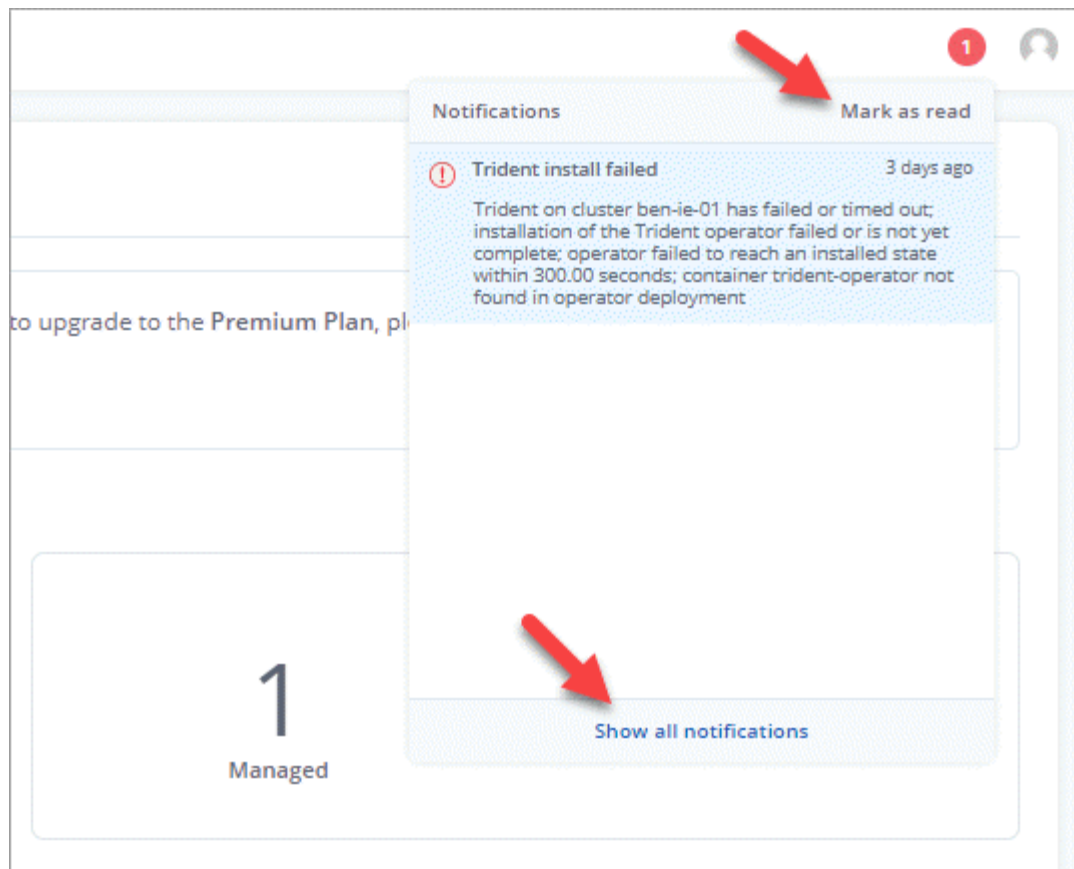 1
Notifications
Mark as read
Trident install failed
3 days ago
Trident on cluster ben-ie-01 has failed or timed out;
installation of the Trident operator failed or is not yet
complete; operator failed to reach an installed state
within 300.00 seconds; container trident-operator not
found in operator deployment
to upgrade to the Premium Plan,
Show all notifications
1
Managed